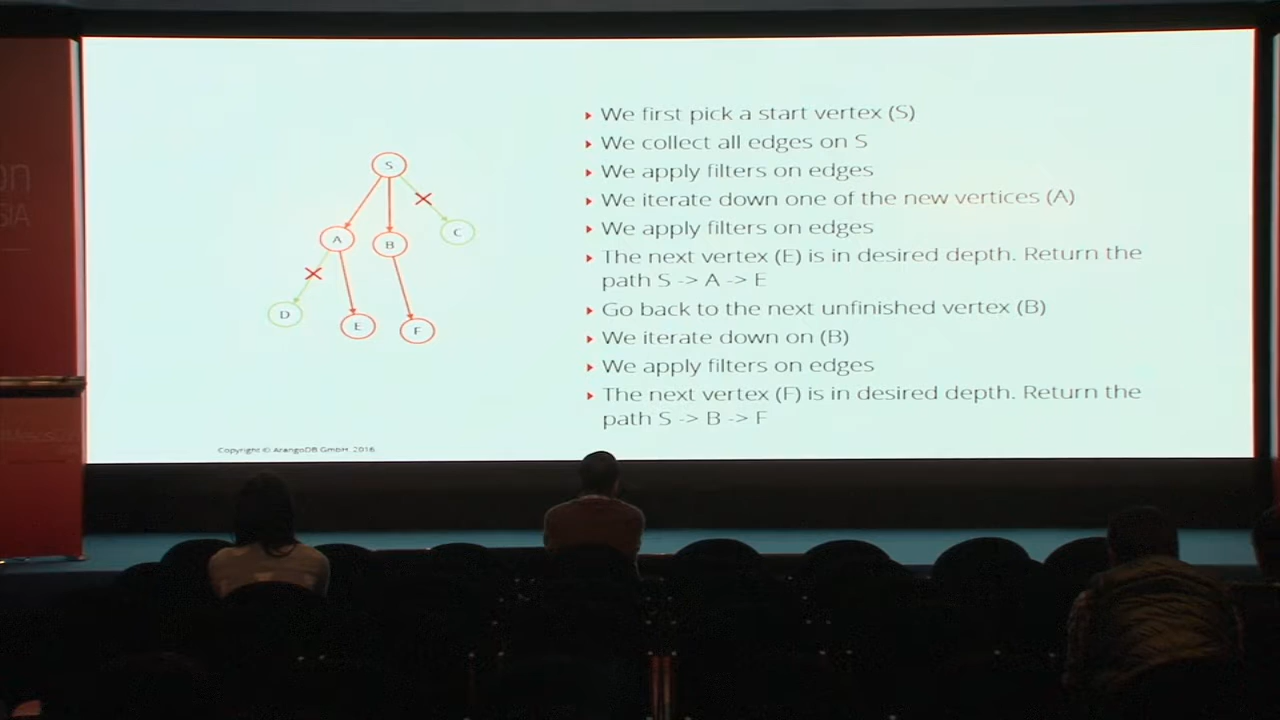 on
SIA
We first pick a start vertex (S)
We collect all edges on S
We apply filters on edges
We iterate down one of the new vertices (A)
We apply filters on edges
The next vertex (E) is in desired depth. Return the
path S -> A -> E
Go back to the next unfinished vertex (B)
We iterate down on (B)
We apply filters on edges
The next vertex (F) is in desired depth. Return the
path S -> B -> F
S
A
B
C
D
E
F
Copyright © ArangoDB GmbH, 2016